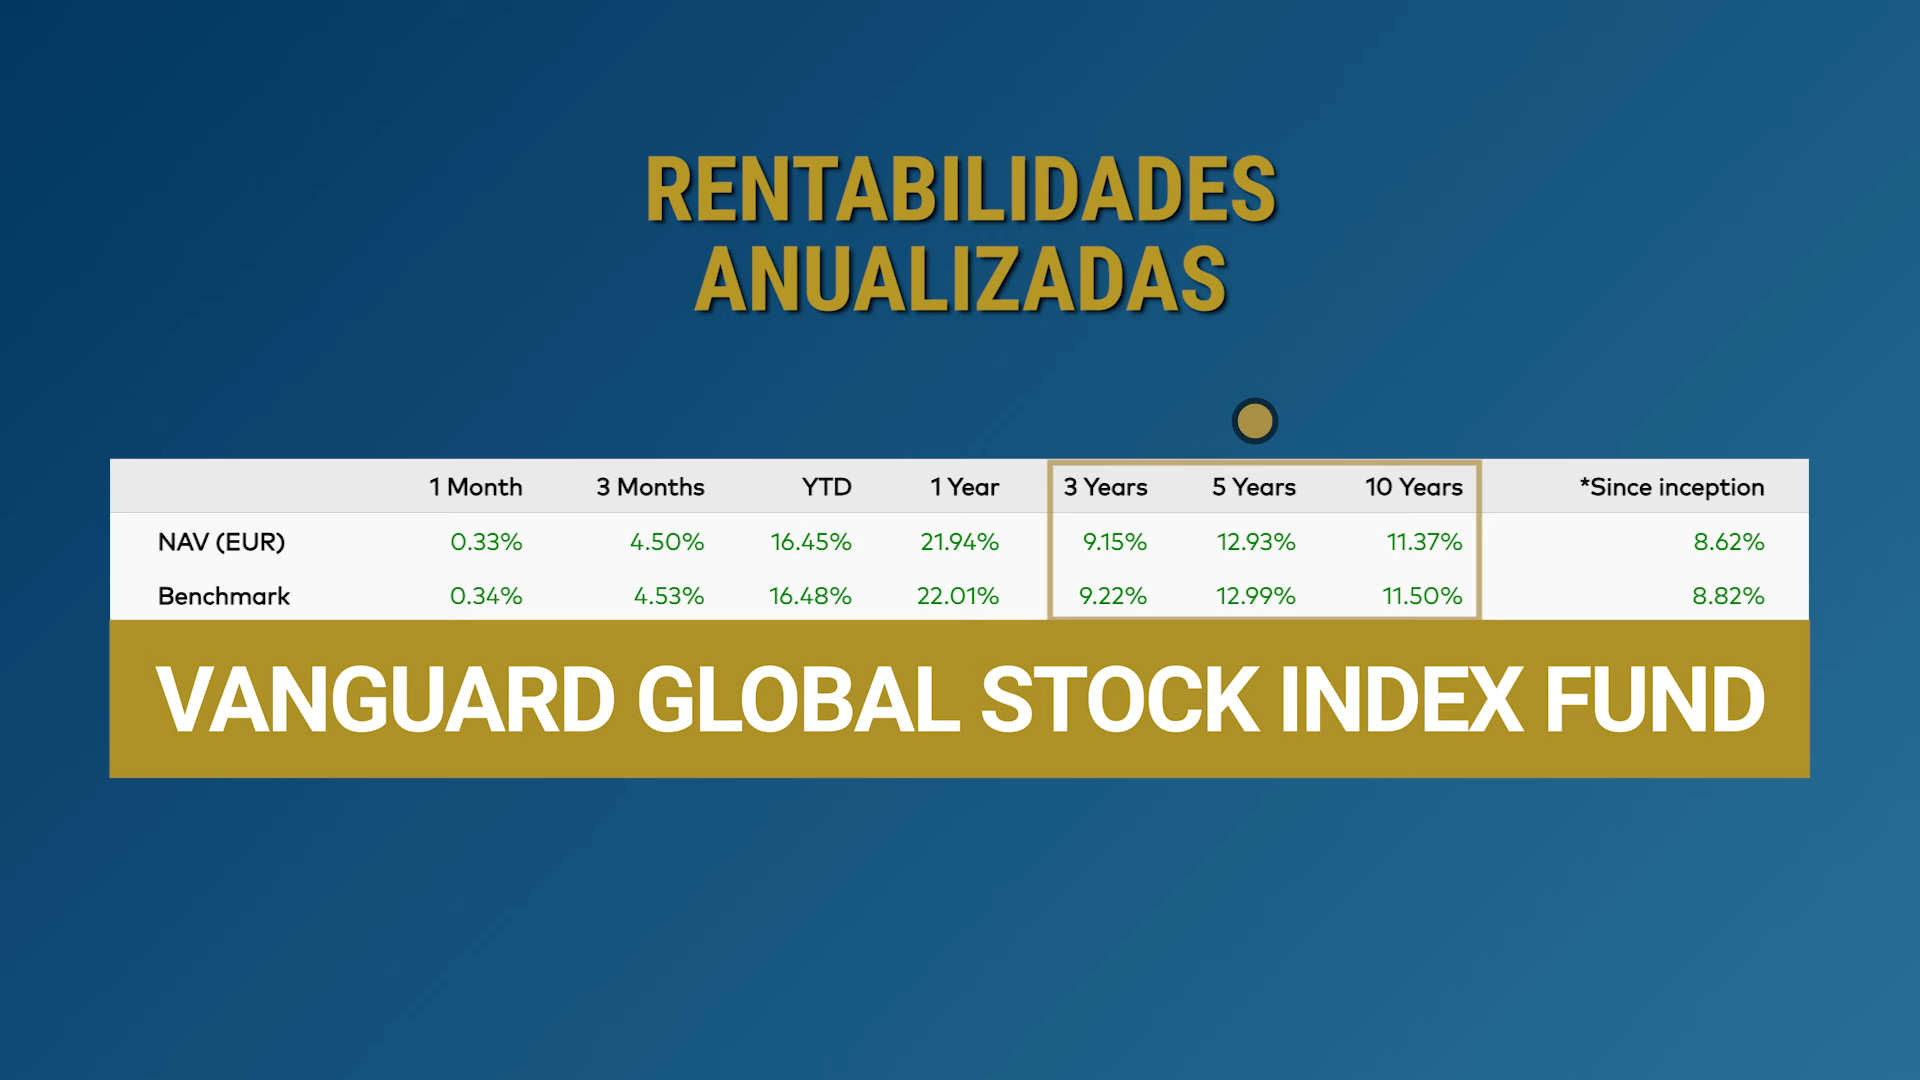 RENTABILIDADES
ANUALIZADAS
1 Month 3 Months YTD 1 Year 3 Years 5 Years 10 Years *Since inception
NAV (EUR) 0.33% 4.50% 16.45% 21.94% 9.15% 12.93% 11.37% 8.62%
Benchmark 0.34% 4.53% 16.48% 22.01% 9.22% 12.99% 11.50% 8.82%
VANGUARD GLOBAL STOCK INDEX FUND